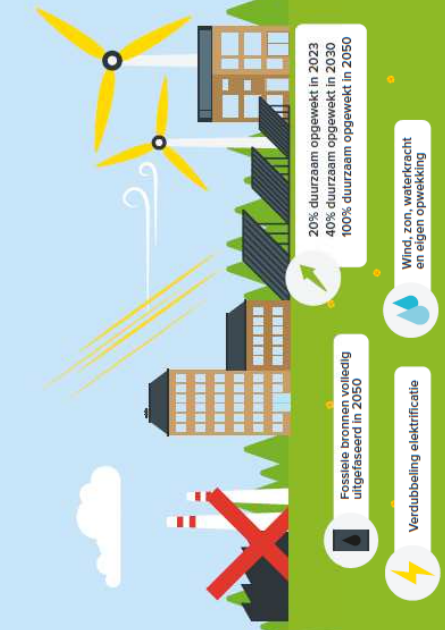 Fossiele bronnen volledig
uitgefaseerd in 2050
20% duurzaam opgewekt in 2023
40% duurzaam opgewekt in 2030
100% duurzaam opgewekt in 2050
Verdubbeling elektrificatie
Wind, zon, waterkracht
en eigen opwekking